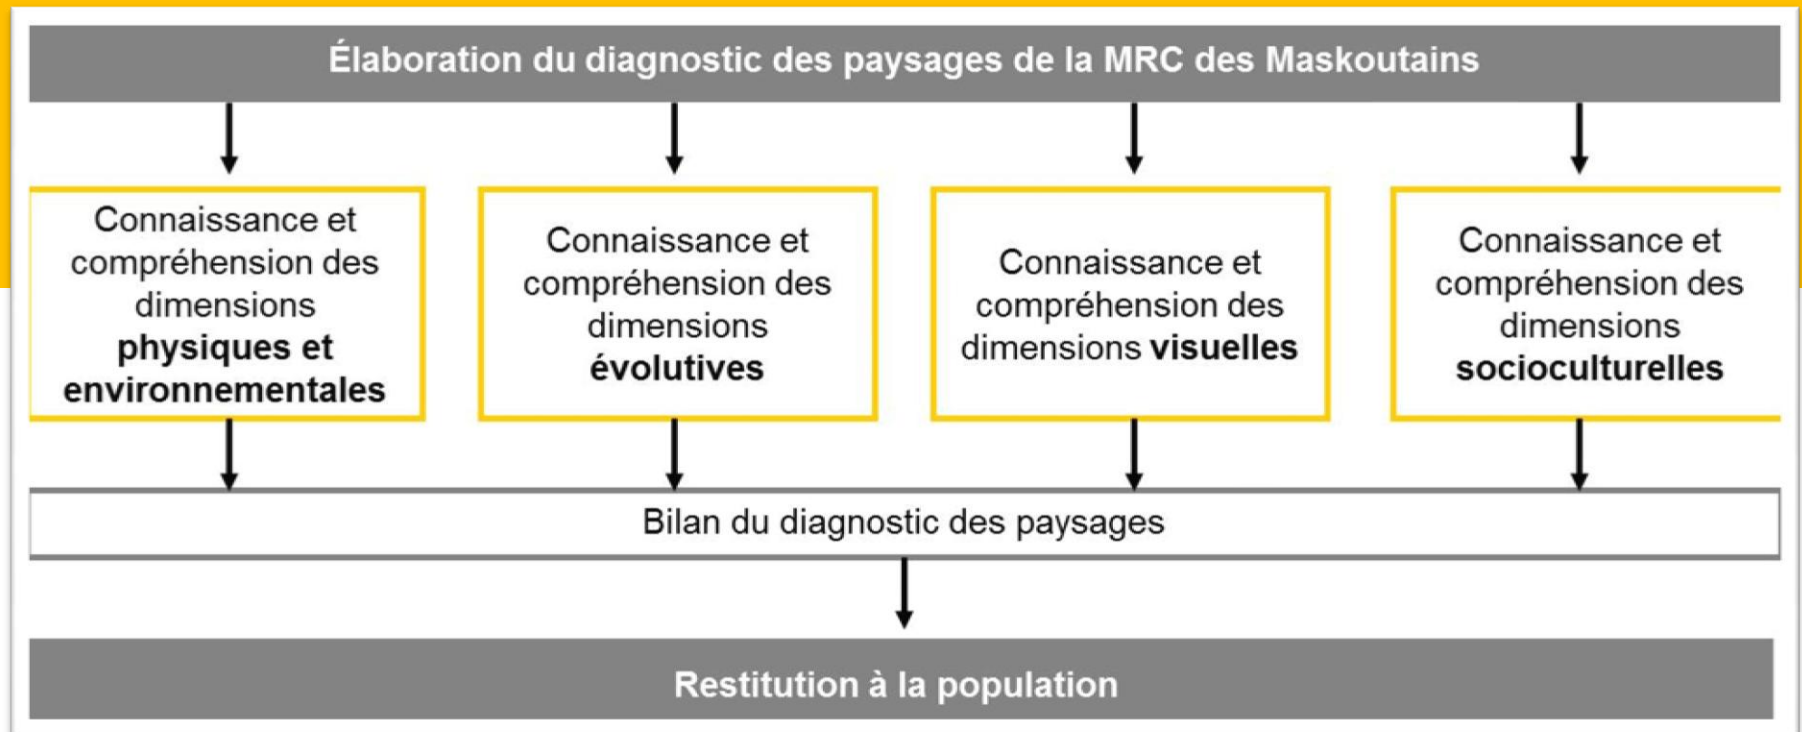 Élaboration du diagnostic des paysages de la MRC des Maskoutains
Connaissance et
compréhension des
dimensions
physiques et
environnementales
Connaissance et
compréhension des
dimensions
évolutives
Connaissance et
compréhension des
dimensions visuelles
Connaissance et
compréhension des
dimensions
socioculturelles
Bilan du diagnostic des paysages
Restitution à la population